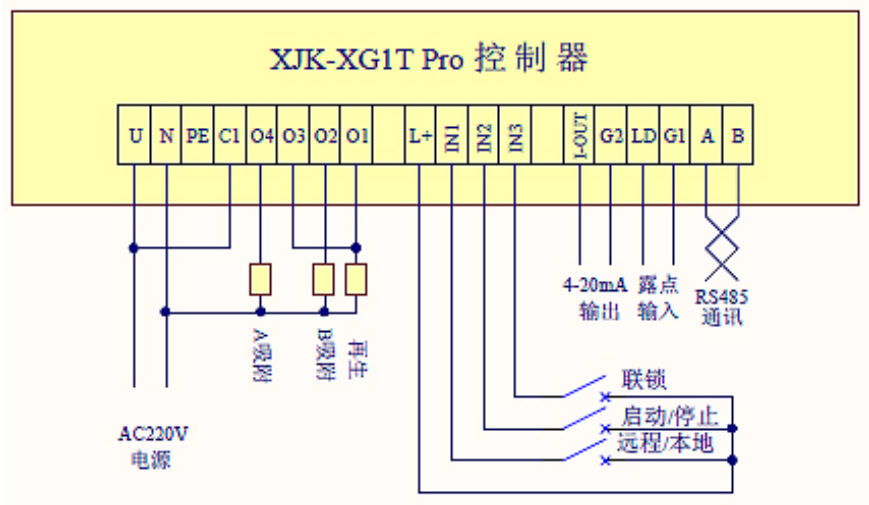 XJK-XG1T Pro 控制器
U N PE C1 O4 O3 O2 O1 L+ IN1 IN2 IN3 I-OUT G2 LD G1 A B
4-20mA
输出
露点
输入
RS485
通讯
A吸附
B吸附
再生
联锁
启动/停止
远程/本地
AC220V
电源